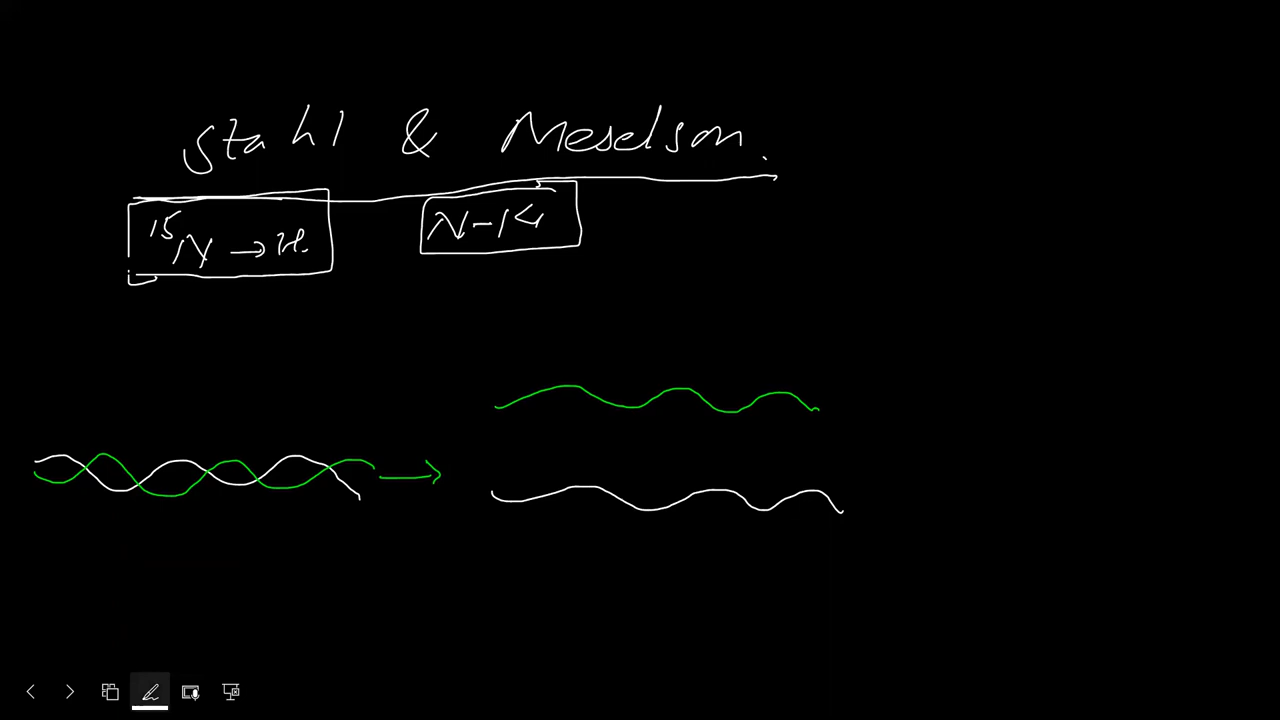 Stahl & Meselson.
15N → H.
N-14